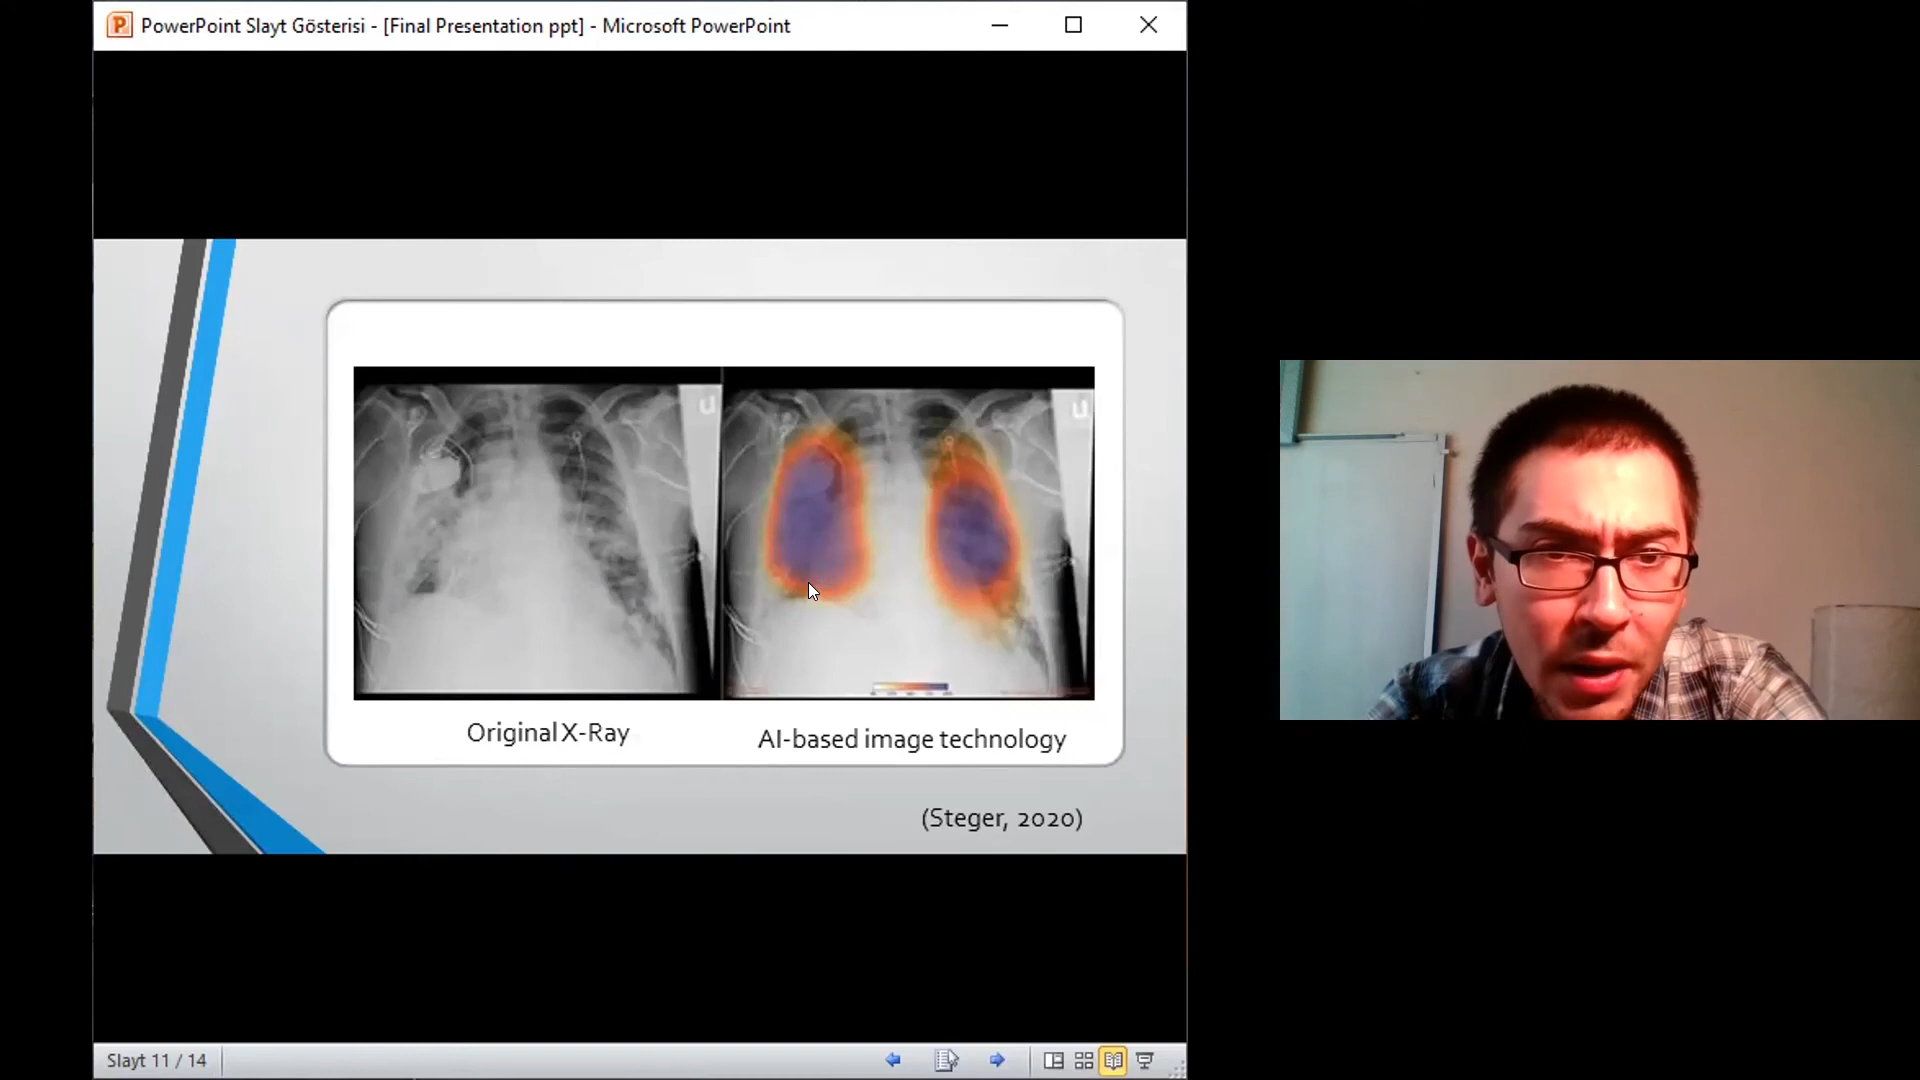 PowerPoint Slayt Gösterisi - [Final Presentation ppt] - Microsoft PowerPoint
Original X-Ray
AI-based image technology
(Steger, 2020)
Slayt 11 / 14